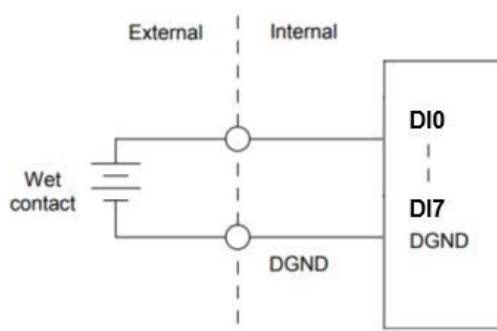 External
Internal
DI0
Wet
contact
DI7
DGND
DGND